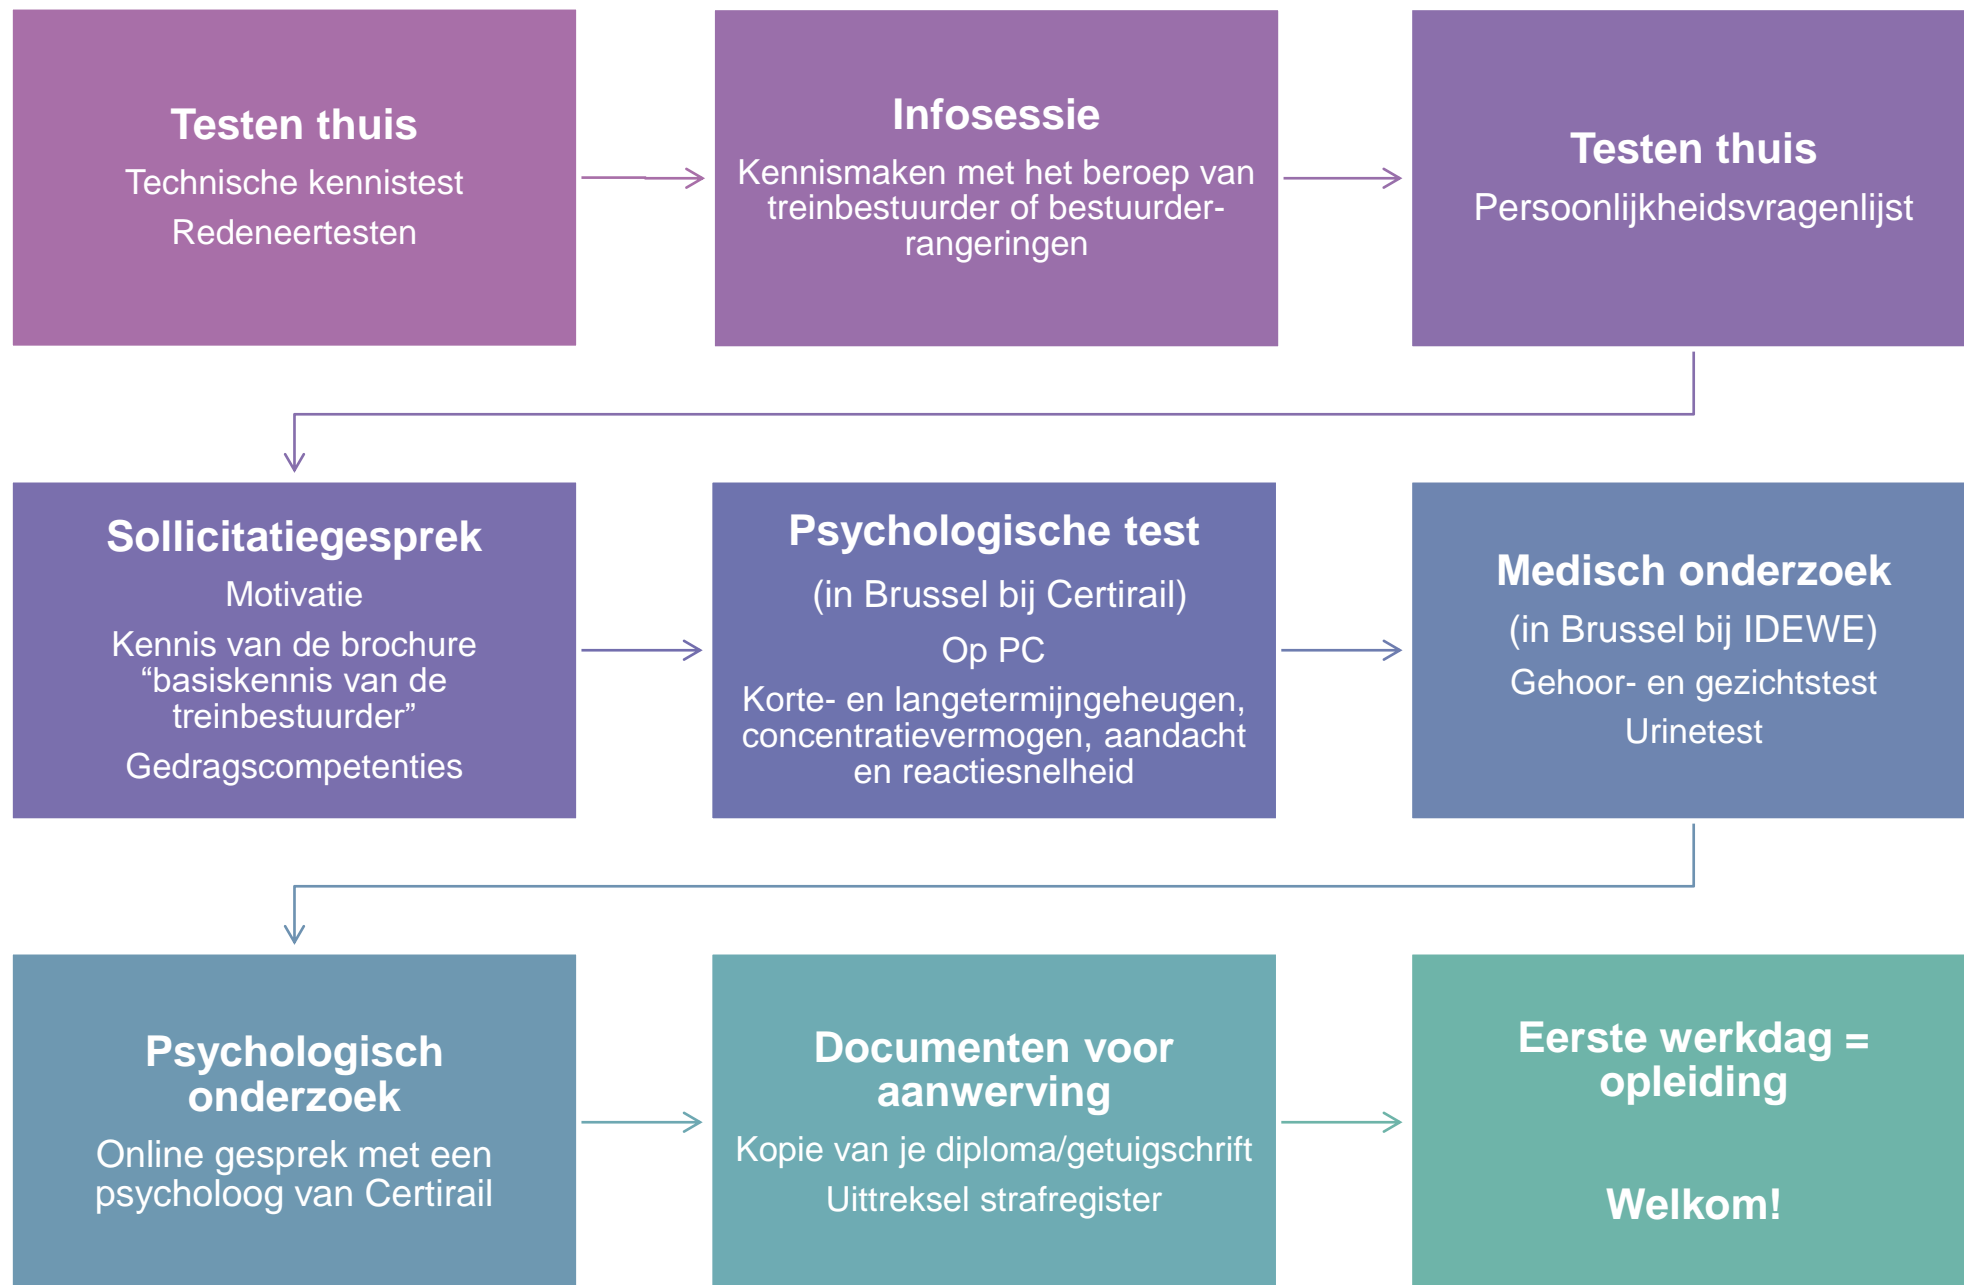 Testen thuis
Technische kennistest
Redeneertesten
Infosessie
Kennismaken met het beroep van
treinbestuurder of bestuurder-
rangeringen
Testen thuis
Persoonlijkheidsvragenlijst
Sollicitatiegesprek
Motivatie
Kennis van de brochure
“basiskennis van de
treinbestuurder”
Gedragscompetenties
Psychologische test
(in Brussel bij Certirail)
Op PC
Korte- en langetermijngeheugen,
concentratievermogen, aandacht
en reactiesnelheid
Medisch onderzoek
(in Brussel bij IDEWE)
Gehoor- en gezichtstest
Urinetest
Psychologisch
onderzoek
Online gesprek met een
psycholoog van Certirail
Documenten voor
aanwerving
Kopie van je diploma/getuigschrift
Uittreksel strafregister
Eerste werkdag =
opleiding
Welkom!